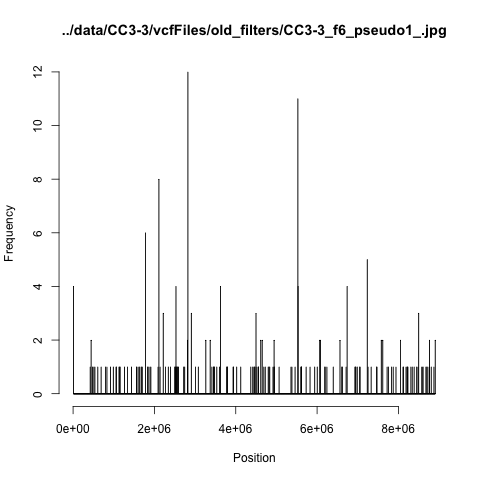 ../data/CC3-3/vcfFiles/old_filters/CC3-3_f6_pseudo1_.jpg
Frequency
12
10
8
6
4
2
0
0e+00 2e+06 4e+06 6e+06 8e+06
Position